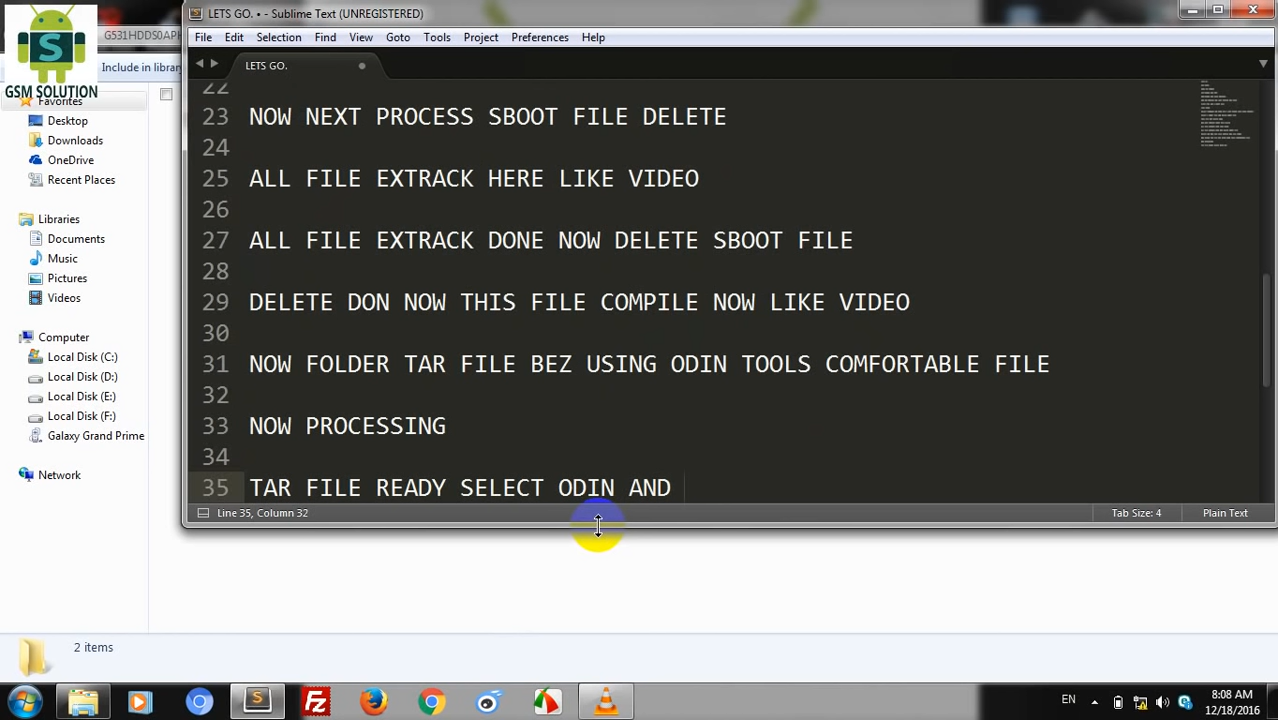 LETS GO. • - Sublime Text (UNREGISTERED)
G531HDDS0AP
File Edit Selection Find View Goto Tools Project Preferences Help
S
GSM SOLUTION
Include in librar
LETS GO.
Favorites
Desktop
Downloads
OneDrive
Recent Places
Libraries
Documents
Music
Pictures
Videos
Computer
Local Disk (C:)
Local Disk (D:)
Local Disk (E:)
Local Disk (F:)
Galaxy Grand Prime
Network
22
23 NOW NEXT PROCESS SBOOT FILE DELETE
24
25 ALL FILE EXTRACK HERE LIKE VIDEO
26
27 ALL FILE EXTRACK DONE NOW DELETE SBOOT FILE
28
29 DELETE DON NOW THIS FILE COMPILE NOW LIKE VIDEO
30
31 NOW FOLDER TAR FILE BEZ USING ODIN TOOLS COMFORTABLE FILE
32
33 NOW PROCESSING
34
35 TAR FILE READY SELECT ODIN AND
Line 35, Column 32
Tab Size: 4
Plain Text
2 items
EN
8:08 AM
12/18/2016